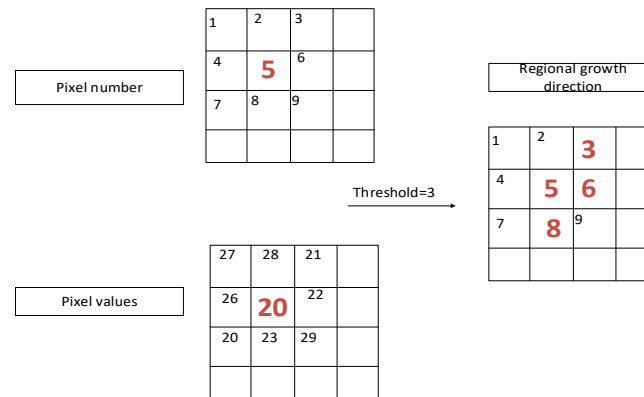 1 2 3
4 5 6
7 8 9
Pixel number
Regional growth
direction
1 2 3
4 5 6
7 8 9
Threshold=3
27 28 21
26 20 22
20 23 29
Pixel values